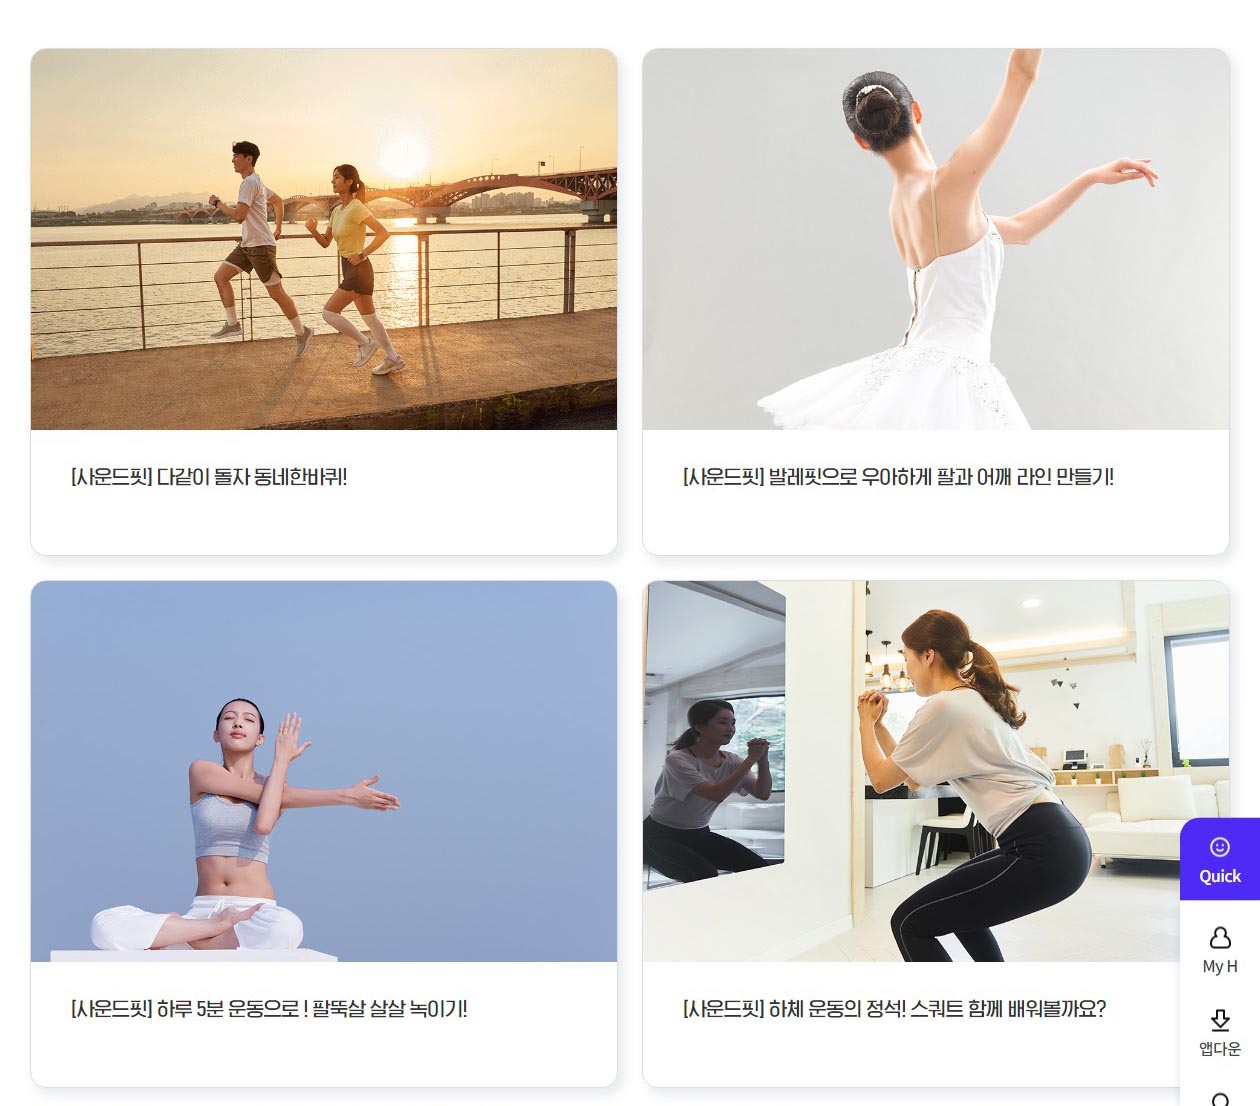 [사운드핏] 다같이 돌자 동네한바퀴!
[사운드핏] 발레핏으로 우아하게 팔과 어깨 라인 만들기!
[사운드핏] 하루 5분 운동으로 ! 팔뚝살 살살 녹이기!
[사운드핏] 하체 운동의 정석! 스쿼트 함께 배워볼까요?
Quick
My H
앱다운